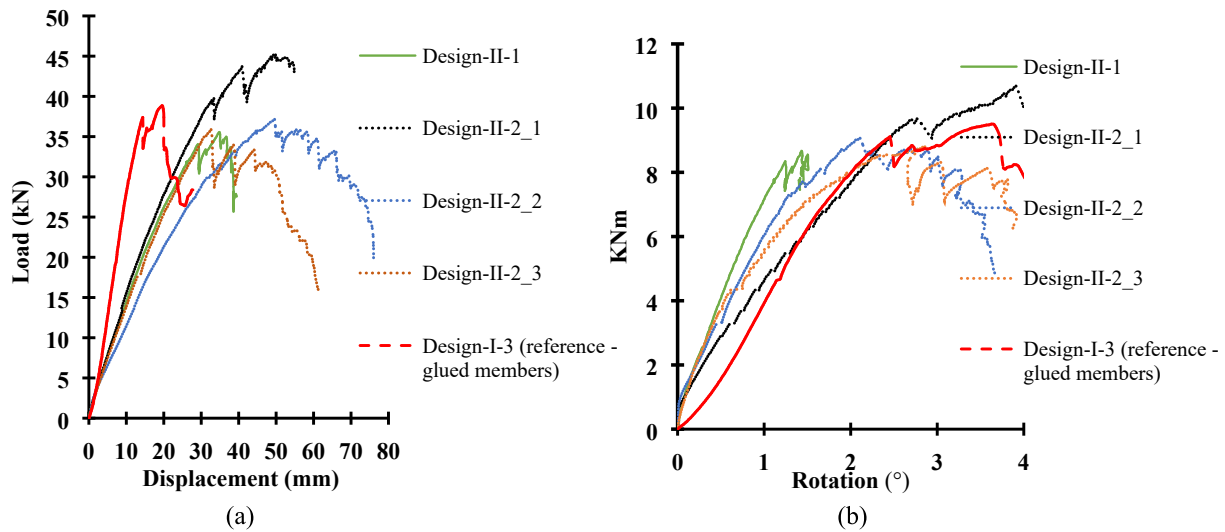 50
45
40
35
30
25
20
15
10
5
0
Load (kN)
0 10 20 30 40 50 60 70 80
Displacement (mm)
Design-II-1
Design-II-2_1
Design-II-2_2
Design-II-2_3
Design-I-3 (reference -
glued members)
(a)
12
10
8
6
4
2
0
KNm
0 1 2 3 4
Rotation (°)
Design-II-1
Design-II-2_1
Design-II-2_2
Design-II-2_3
Design-I-3 (reference -
glued members)
(b)